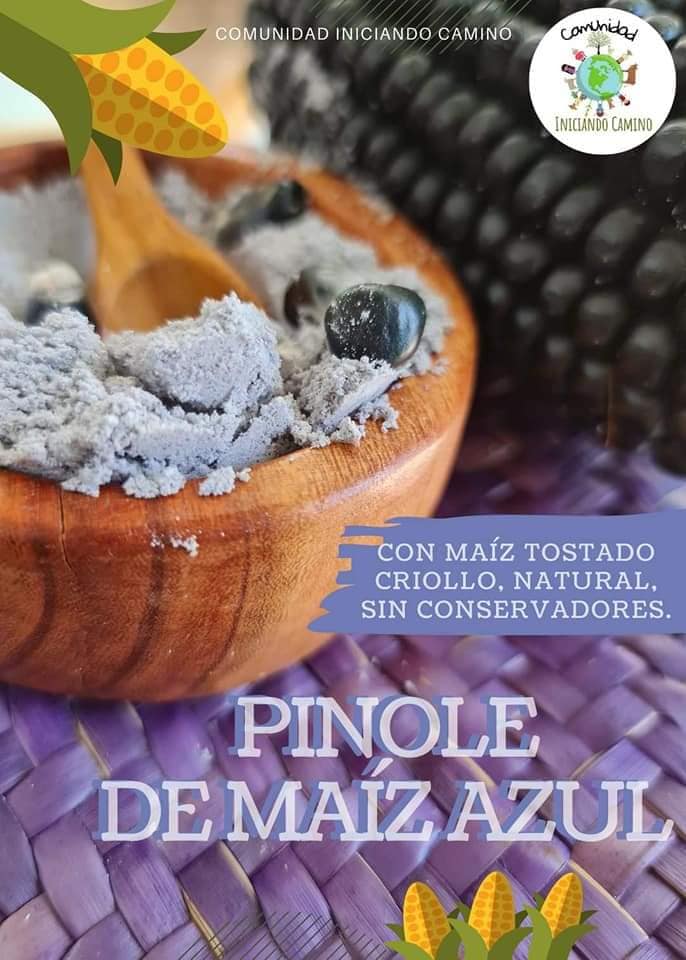 COMUNIDAD INICIANDO CAMINO
Comunidad
INICIANDO CAMINO
CON MAÍZ TOSTADO
CRIOLLO, NATURAL,
SIN CONSERVADORES.
PINOLE
DE MAÍZ AZUL